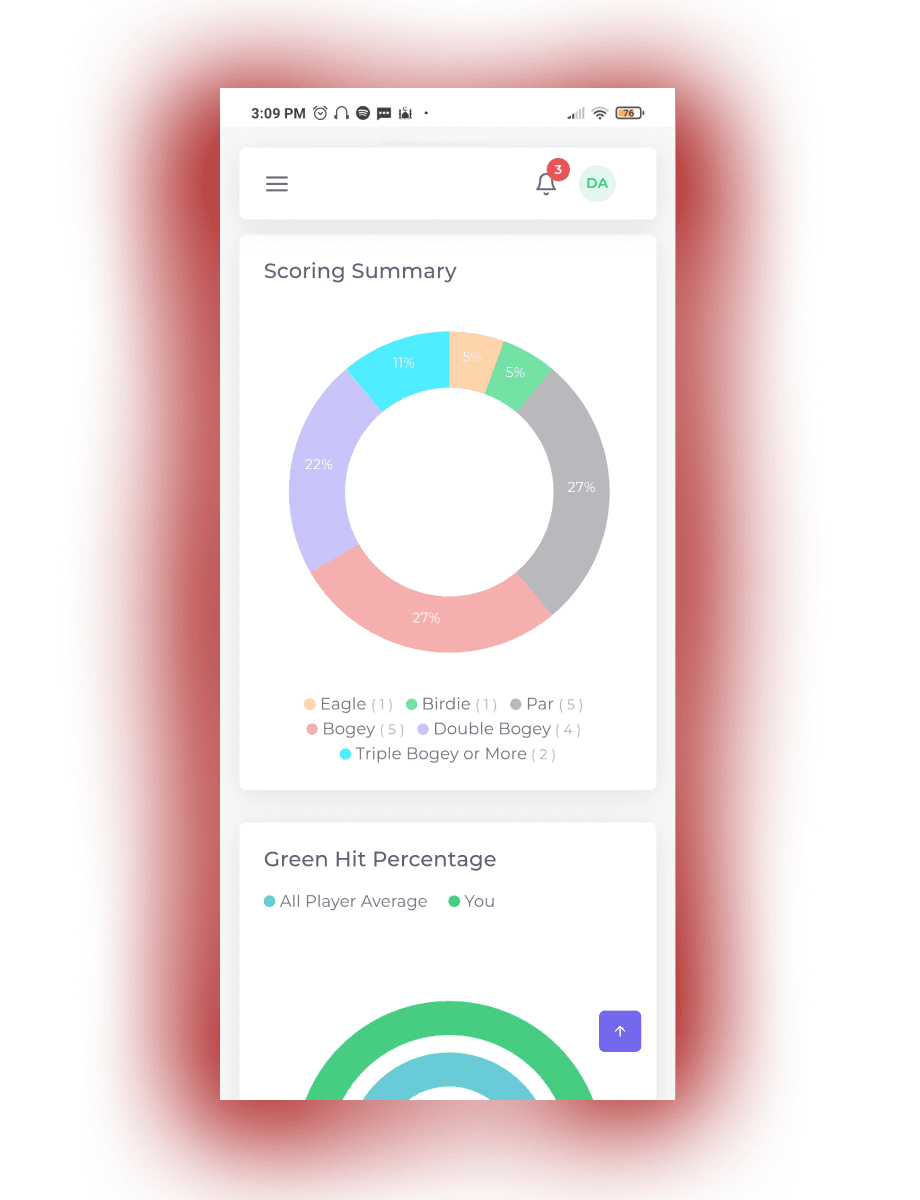 3:09 PM 76
3
DA
Scoring Summary
11% 5%
5%
22%
27%
27%
Eagle ( 1 ) Birdie ( 1 ) Par ( 5 )
Bogey ( 5 ) Double Bogey ( 4 )
Triple Bogey or More ( 2 )
Green Hit Percentage
All Player Average You